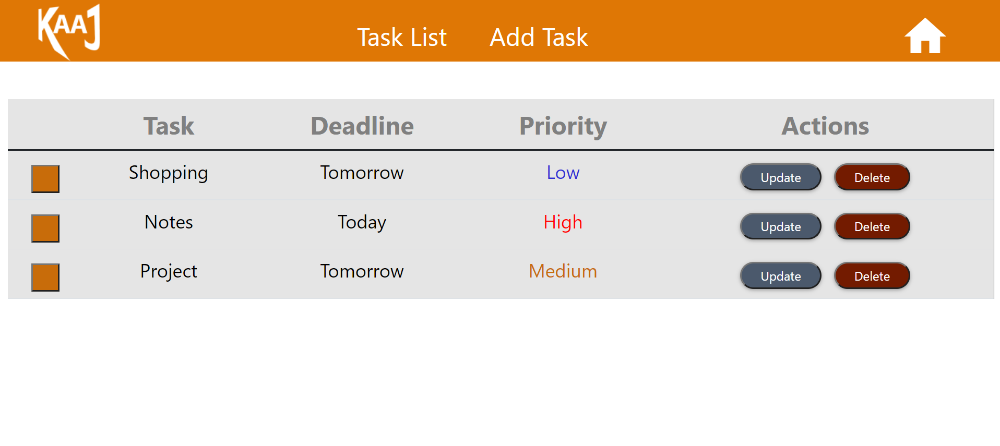 KAAJ
Task List Add Task
Task Deadline Priority Actions
Shopping Tomorrow Low Update Delete
Notes Today High Update Delete
Project Tomorrow Medium Update Delete